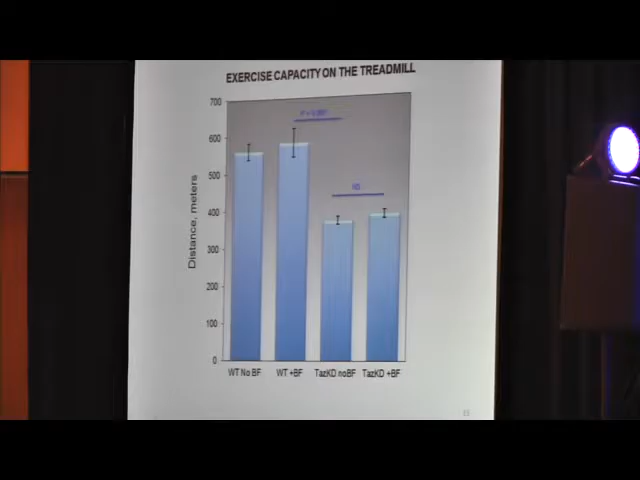 EXERCISE CAPACITY ON THE TREADMILL
700
600
500
400
300
200
100
0
Distance, meters
NS
WT No BF
WT +BF
TazKD noBF
TazKD +BF